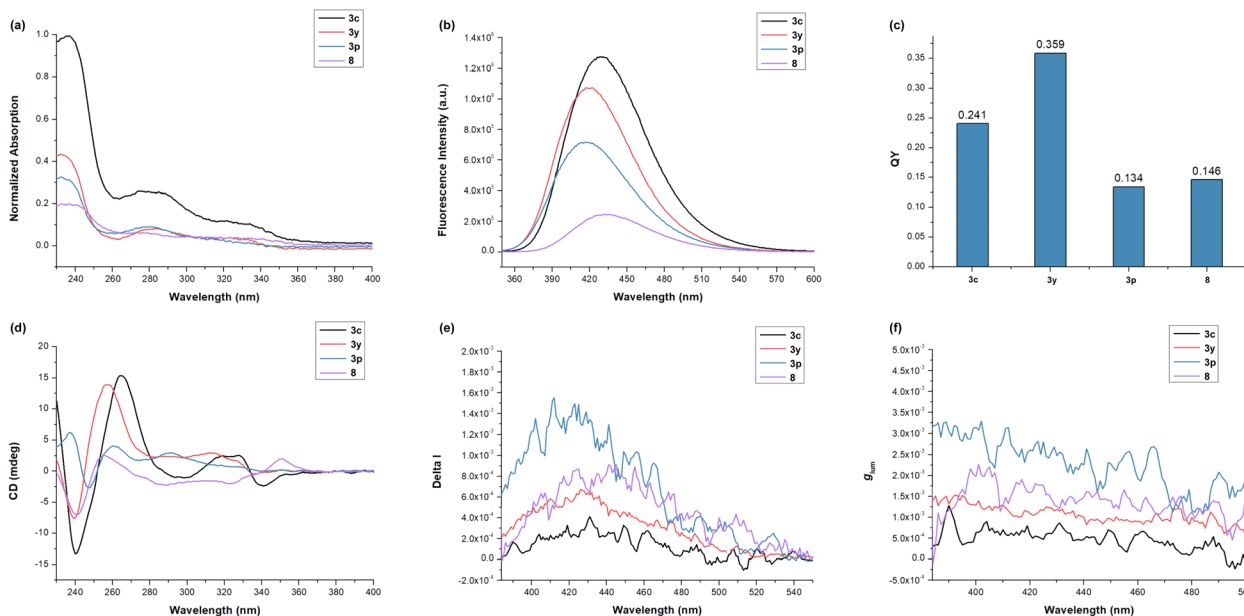 (a)
3c
3y
3p
8
1.0
0.8
0.6
0.4
0.2
0.0
Normalized Absorption
240 260 280 300 320 340 360 380 400
Wavelength (nm)
(b)
3c
3y
3p
8
1.4x10⁶
1.2x10⁶
1.0x10⁶
8.0x10⁵
6.0x10⁵
4.0x10⁵
2.0x10⁵
0.0
Fluorescence Intensity (a.u.)
360 390 420 450 480 510 540 570 600
Wavelength (nm)
(c)
0.35
0.30
0.25
0.20
0.15
0.10
0.05
0.00
QY
0.241
0.359
0.134
0.146
3c 3y 3p 8
(d)
3c
3y
3p
8
20
15
10
5
0
-5
-10
-15
CD (mdeg)
240 260 280 300 320 340 360 380 400
Wavelength (nm)
(e)
3c
3y
3p
8
2.0x10⁻³
1.8x10⁻³
1.6x10⁻³
1.4x10⁻³
1.2x10⁻³
1.0x10⁻³
8.0x10⁻⁴
6.0x10⁻⁴
4.0x10⁻⁴
2.0x10⁻⁴
0.0
-2.0x10⁻⁴
Delta I
400 420 440 460 480 500 520 540
Wavelength (nm)
(f)
3c
3y
3p
8
5.0x10⁻³
4.5x10⁻³
4.0x10⁻³
3.5x10⁻³
3.0x10⁻³
2.5x10⁻³
2.0x10⁻³
1.5x10⁻³
1.0x10⁻³
5.0x10⁻⁴
0.0
-5.0x10⁻⁴
glum
400 420 440 460 480
Wavelength (nm)